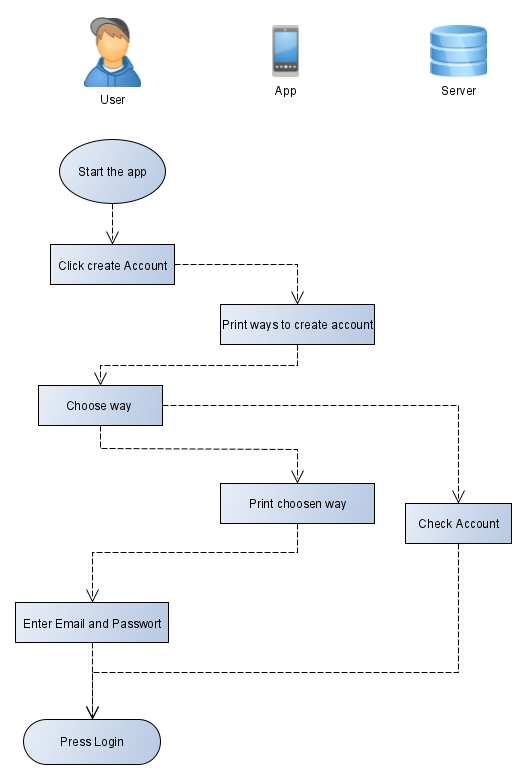 User
App
Server
Start the app
Click create Account
Print ways to create account
Choose way
Print choosen way
Check Account
Enter Email and Passwort
Press Login